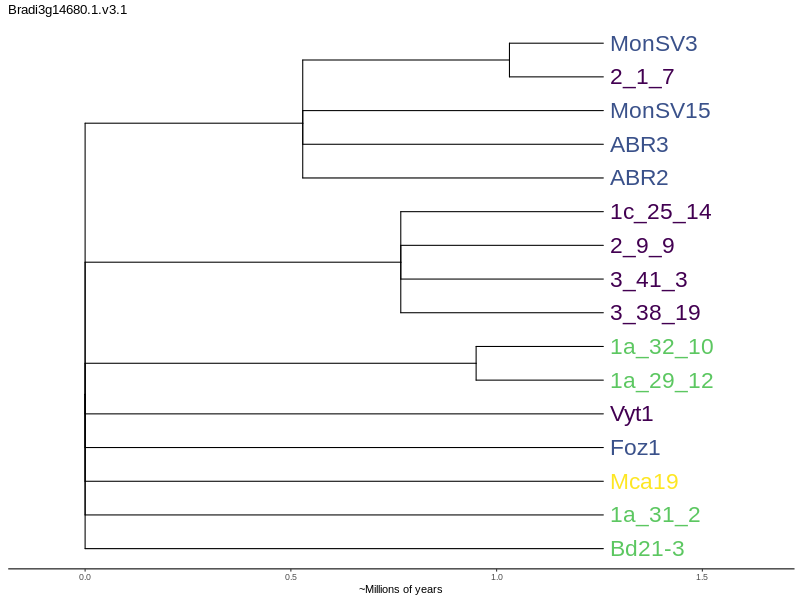 Bradi3g14680.1.v3.1
MonSV3
2_1_7
MonSV15
ABR3
ABR2
1c_25_14
2_9_9
3_41_3
3_38_19
1a_32_10
1a_29_12
Vyt1
Foz1
Mca19
1a_31_2
Bd21-3
0.0 0.5 1.0 1.5
~Millions of years